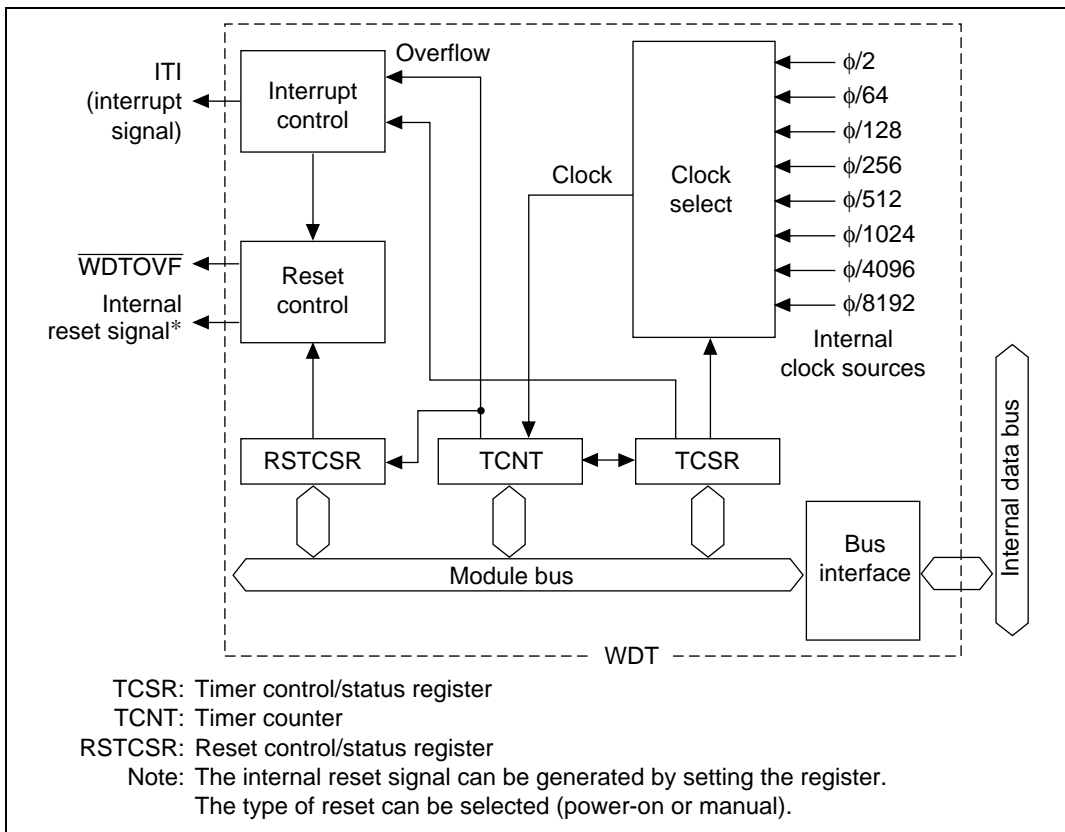 Overflow
ITI
(interrupt
signal)
Interrupt
control
ϕ/2
ϕ/64
ϕ/128
ϕ/256
ϕ/512
ϕ/1024
ϕ/4096
ϕ/8192
Clock
Clock
select
WDTOVF
Internal
reset signal*
Reset
control
Internal
clock sources
RSTCSR
TCNT
TCSR
Internal data bus
Bus
interface
Module bus
WDT
TCSR: Timer control/status register
TCNT: Timer counter
RSTCSR: Reset control/status register
Note: The internal reset signal can be generated by setting the register.
The type of reset can be selected (power-on or manual).